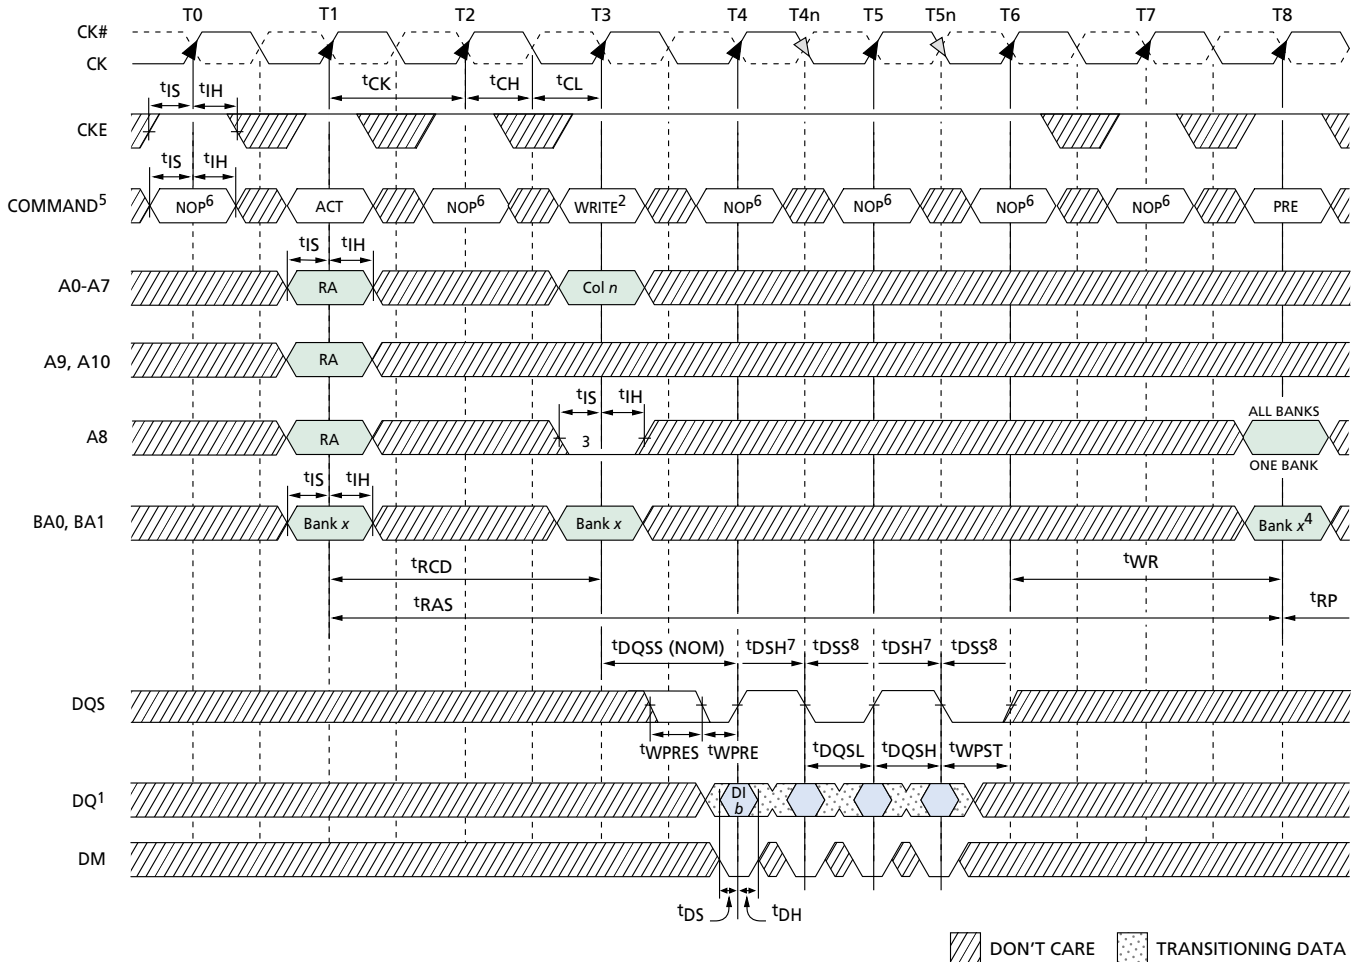 T0 T1 T2 T3 T4 T4n T5 T5n T6 T7 T8
CK#
CK
tCK tCH tCL
tIS tIH
CKE
tIS tIH
COMMAND5 NOP6 ACT NOP6 WRITE2 NOP6 NOP6 NOP6 NOP6 PRE
tIS tIH
A0-A7 RA Col n
A9, A10 RA
tIS tIH
ALL BANKS
A8 RA 3
ONE BANK
tIS tIH
BA0, BA1 Bank x Bank x Bank x4
tRCD tWR
tRAS tRP
tDQSS (NOM) tDSH7 tDSS8 tDSH7 tDSS8
DQS
tWPRES tWPRE tDQSL tDQSH tWPST
DQ1 DI
b
DM
tDS tDH
DON'T CARE TRANSITIONING DATA